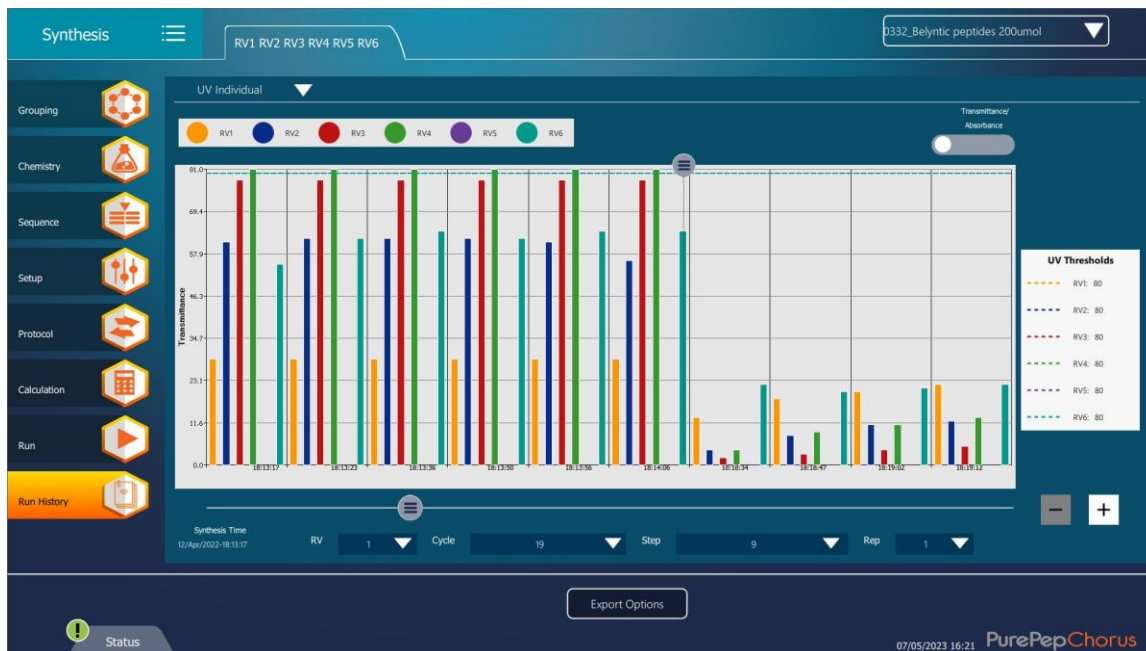 Synthesis
RV1 RV2 RV3 RV4 RV5 RV6
0332_Belyntic peptides 200umol
Grouping
Chemistry
Sequence
Setup
Protocol
Calculation
Run
Run History
UV Individual
Transmittance/
Absorbance
RV1 RV2 RV3 RV4 RV5 RV6
Transmittance
81.0
69.4
57.9
46.3
34.7
23.1
11.6
0.0
18:13:17 18:13:23 18:13:36 18:13:50 18:13:56 18:14:06 18:18:34 18:18:47 18:19:02 18:19:12
UV Thresholds
RV1: 80
RV2: 80
RV3: 80
RV4: 80
RV5: 80
RV6: 80
Synthesis Time
12/Apr/2022-18:13:17
RV 1 Cycle 19 Step 9 Rep 1
Export Options
Status
07/05/2023 16:21 PurePepChorus